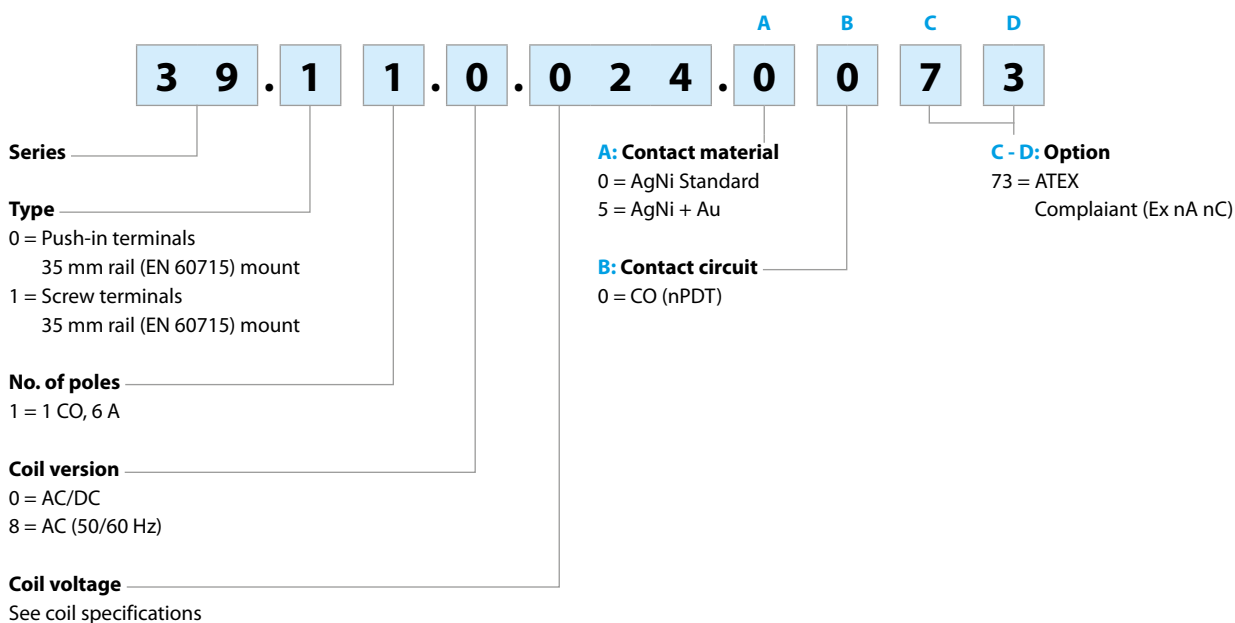 A B C D
3 9 . 1 1 . 0 . 0 2 4 . 0 0 7 3
Series
Type
0 = Push-in terminals
35 mm rail (EN 60715) mount
1 = Screw terminals
35 mm rail (EN 60715) mount
No. of poles
1 = 1 CO, 6 A
Coil version
0 = AC/DC
8 = AC (50/60 Hz)
Coil voltage
See coil specifications
A: Contact material
0 = AgNi Standard
5 = AgNi + Au
B: Contact circuit
0 = CO (nPDT)
C - D: Option
73 = ATEX
Complaiant (Ex nA nC)